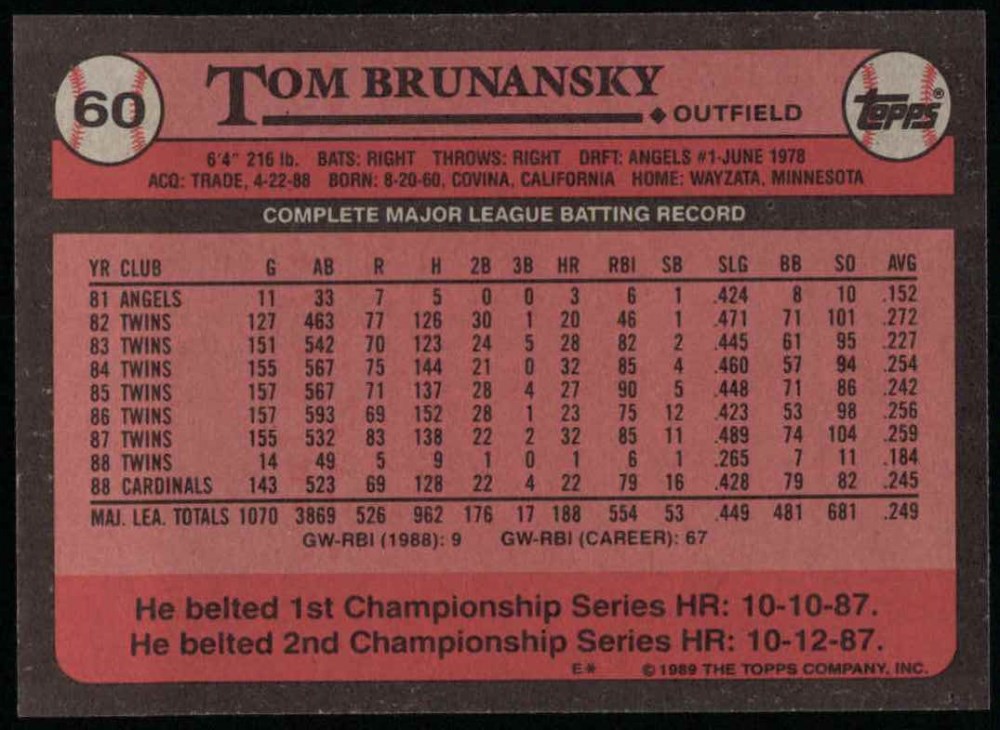 60
TOM BRUNANSKY
◆ OUTFIELD
topps®
6'4" 216 lb. BATS: RIGHT THROWS: RIGHT DRFT: ANGELS #1-JUNE 1978
ACQ: TRADE, 4-22-88 BORN: 8-20-60, COVINA, CALIFORNIA HOME: WAYZATA, MINNESOTA
COMPLETE MAJOR LEAGUE BATTING RECORD
YR CLUB G AB R H 2B 3B HR RBI SB SLG BB SO AVG
81 ANGELS 11 33 7 5 0 0 3 6 1 .424 8 10 .152
82 TWINS 127 463 77 126 30 1 20 46 1 .471 71 101 .272
83 TWINS 151 542 70 123 24 5 28 82 2 .445 61 95 .227
84 TWINS 155 567 75 144 21 0 32 85 4 .460 57 94 .254
85 TWINS 157 567 71 137 28 4 27 90 5 .448 71 86 .242
86 TWINS 157 593 69 152 28 1 23 75 12 .423 53 98 .256
87 TWINS 155 532 83 138 22 2 32 85 11 .489 74 104 .259
88 TWINS 14 49 5 9 1 0 1 6 1 .265 7 11 .184
88 CARDINALS 143 523 69 128 22 4 22 79 16 .428 79 82 .245
MAJ. LEA. TOTALS 1070 3869 526 962 176 17 188 554 53 .449 481 681 .249
GW-RBI (1988): 9 GW-RBI (CAREER): 67
He belted 1st Championship Series HR: 10-10-87.
He belted 2nd Championship Series HR: 10-12-87.
E* © 1989 THE TOPPS COMPANY, INC.